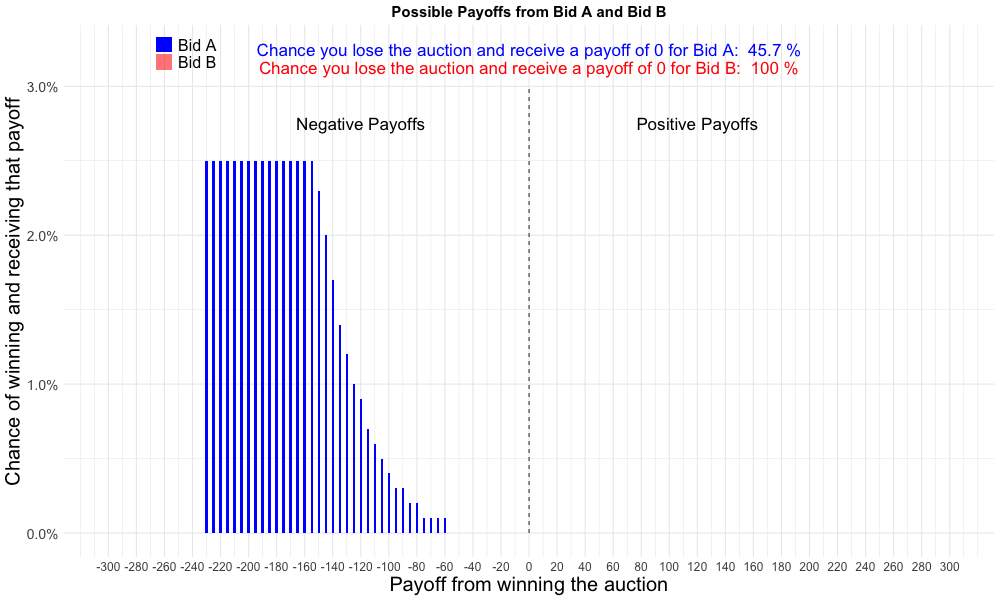 Possible Payoffs from Bid A and Bid B
Bid A
Bid B
Chance you lose the auction and receive a payoff of 0 for Bid A:  45.7 %
Chance you lose the auction and receive a payoff of 0 for Bid B:  100 %
Negative Payoffs
Positive Payoffs
Chance of winning and receiving that payoff
3.0%
2.0%
1.0%
0.0%
-300 -280 -260 -240 -220 -200 -180 -160 -140 -120 -100 -80 -60 -40 -20 0 20 40 60 80 100 120 140 160 180 200 220 240 260 280 300
Payoff from winning the auction